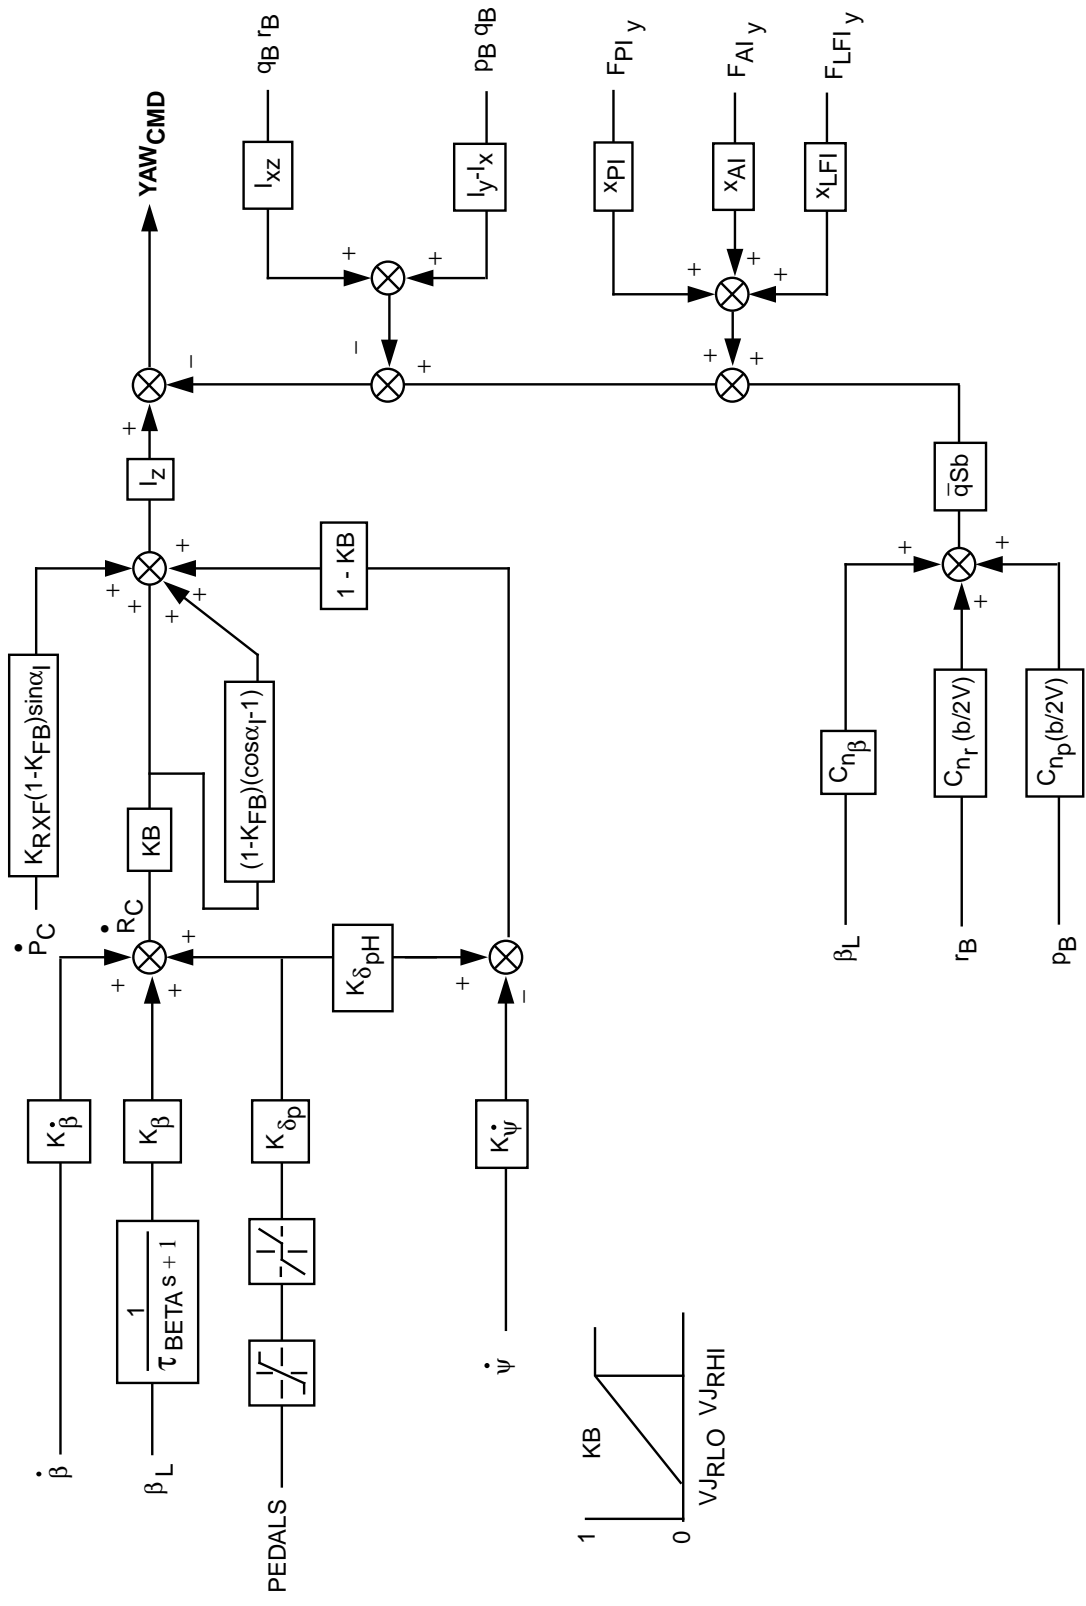 β̇
K β̇
K_RXF(1-K_FB)sinα_I
Ṗ_C
β_L
1
τ_BETA s + 1
K_β
+
+
+
Ṙ_C
KB
+
+
+
+
+
I_z
+
−
YAW_CMD
PEDALS
K_δp
(1-K_FB)(cosα_I-1)
K_δpH
+
−
1 - KB
ψ̇
K ψ̇
I_xz
q_B r_B
+
+
−
+
I_y-I_x
p_B q_B
x_PI
F_PI y
x_AI
F_AI y
x_LFI
F_LFI y
+
+
+
+
+
1
KB
0
VJ_RLO
VJ_RHI
β_L
C_nβ
r_B
C_nr (b/2V)
p_B
C_np(b/2V)
+
+
+
q̅Sb